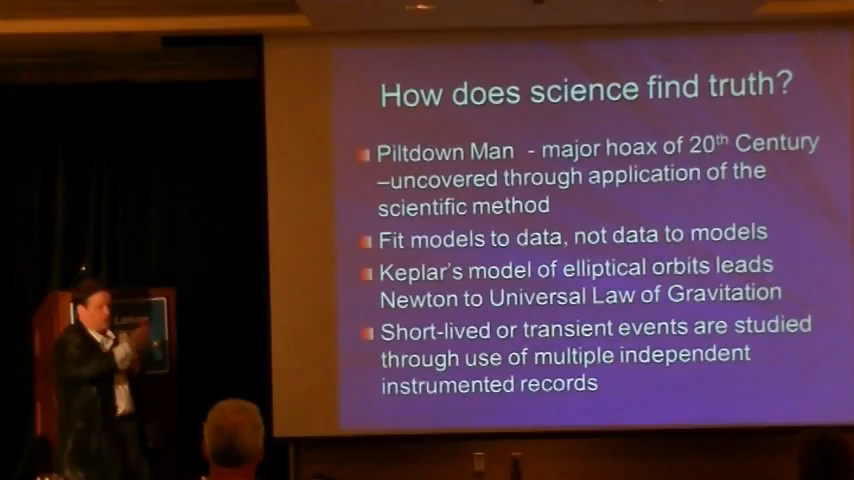 How does science find truth?
Piltdown Man - major hoax of 20th Century
–uncovered through application of the
scientific method
Fit models to data, not data to models
Keplar's model of elliptical orbits leads
Newton to Universal Law of Gravitation
Short-lived or transient events are studied
through use of multiple independent
instrumented records